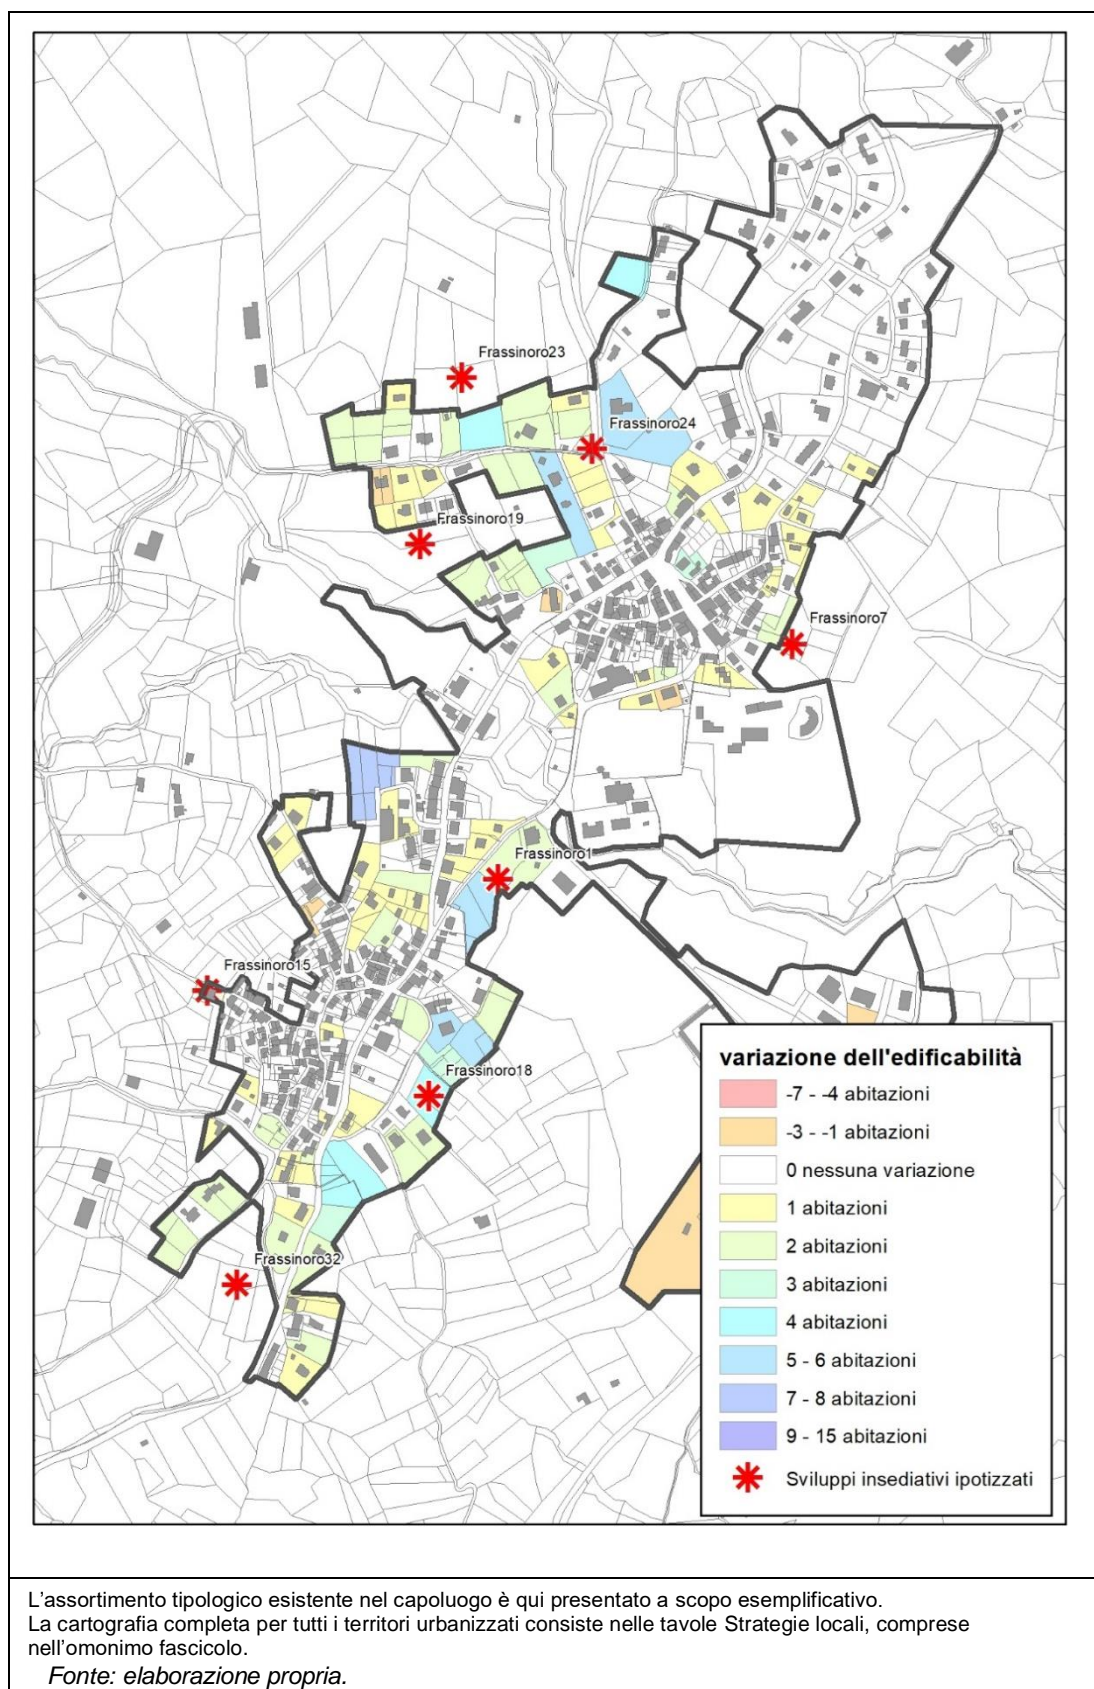 Frassinoro23
Frassinoro24
Frassinoro19
Frassinoro7
Frassinoro1
Frassinoro15
Frassinoro18
Frassinoro32
variazione dell'edificabilità
-7 - -4 abitazioni
-3 - -1 abitazioni
0 nessuna variazione
1 abitazioni
2 abitazioni
3 abitazioni
4 abitazioni
5 - 6 abitazioni
7 - 8 abitazioni
9 - 15 abitazioni
Sviluppi insediativi ipotizzati
L'assortimento tipologico esistente nel capoluogo è qui presentato a scopo esemplificativo.
La cartografia completa per tutti i territori urbanizzati consiste nelle tavole Strategie locali, comprese
nell'omonimo fascicolo.
Fonte: elaborazione propria.